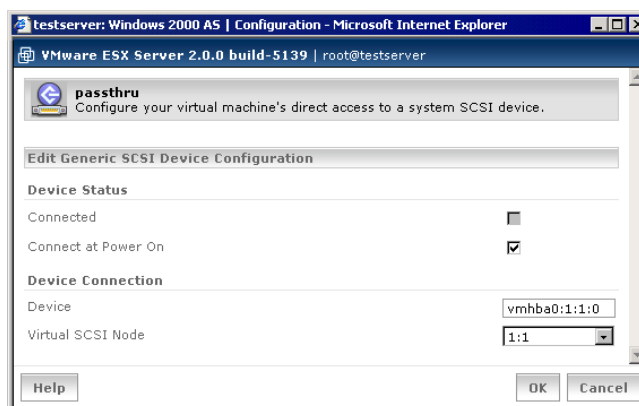 testserver: Windows 2000 AS | Configuration - Microsoft Internet Explorer
VMware ESX Server 2.0.0 build-5139 | root@testserver
passthru
Configure your virtual machine's direct access to a system SCSI device.
Edit Generic SCSI Device Configuration
Device Status
Connected
Connect at Power On
Device Connection
Device vmhba0:1:1:0
Virtual SCSI Node 1:1
Help OK Cancel